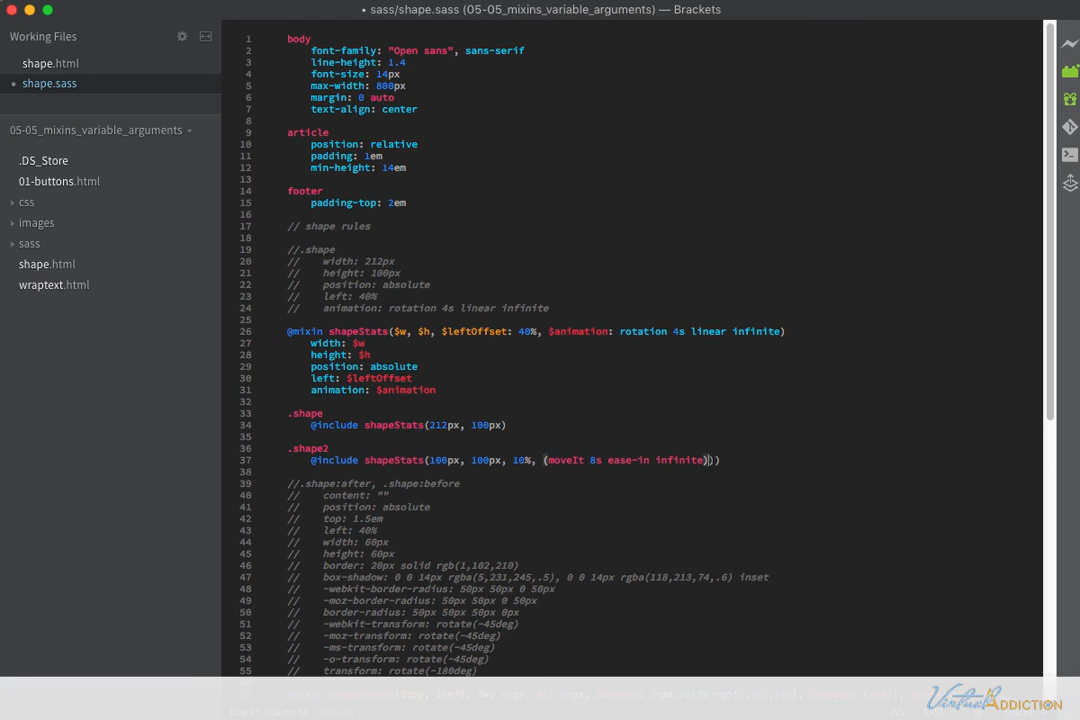 • sass/shape.sass (05-05_mixins_variable_arguments) — Brackets
Working Files
shape.html
• shape.sass
05-05_mixins_variable_arguments
.DS_Store
01-buttons.html
css
images
sass
shape.html
wraptext.html
1 body
2 font-family: "Open sans", sans-serif
3 line-height: 1.4
4 font-size: 14px
5 max-width: 800px
6 margin: 0 auto
7 text-align: center
8
9 article
10 position: relative
11 padding: 1em
12 min-height: 14em
13
14 footer
15 padding-top: 2em
16
17 // shape rules
18
19 //.shape
20 // width: 212px
21 // height: 100px
22 // position: absolute
23 // left: 40%
24 // animation: rotation 4s linear infinite
25
26 @mixin shapeStats($w, $h, $leftOffset: 40%, $animation: rotation 4s linear infinite)
27 width: $w
28 height: $h
29 position: absolute
30 left: $leftOffset
31 animation: $animation
32
33 .shape
34 @include shapeStats(212px, 100px)
35
36 .shape2
37 @include shapeStats(100px, 100px, 10%, (moveIt 8s ease-in infinite)))
38
39 //.shape:after, .shape:before
40 // content: ""
41 // position: absolute
42 // top: 1.5em
43 // left: 40%
44 // width: 60px
45 // height: 60px
46 // border: 20px solid rgb(1,102,210)
47 // box-shadow: 0 0 14px rgba(5,231,245,.5), 0 0 14px rgba(118,213,74,.6) inset
48 // -webkit-border-radius: 50px 50px 0 50px
49 // -moz-border-radius: 50px 50px 0 50px
50 // border-radius: 50px 50px 50px 0px
51 // -webkit-transform: rotate(-45deg)
52 // -moz-transform: rotate(-45deg)
53 // -ms-transform: rotate(-45deg)
54 // -o-transform: rotate(-45deg)
55 // transform: rotate(-180deg)
Virtual ADDICTION